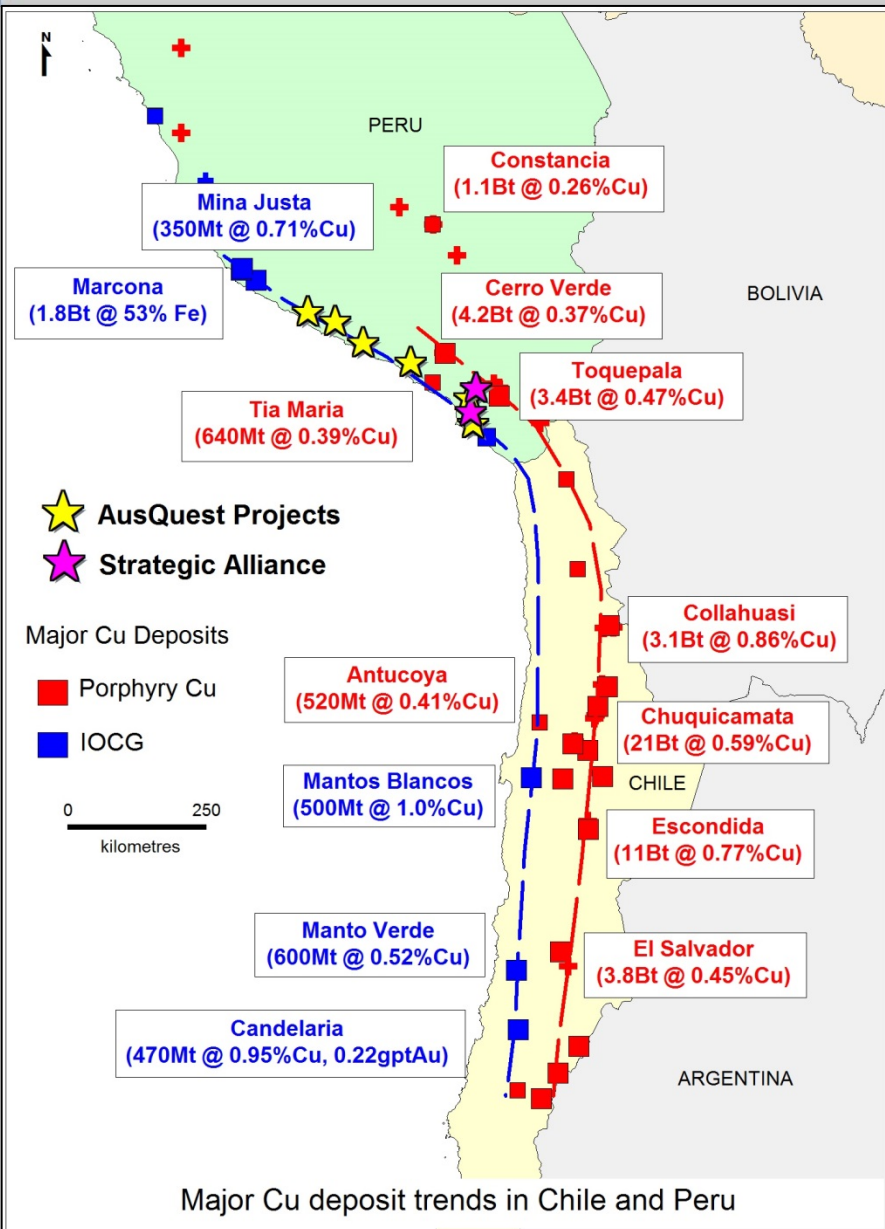 N
PERU
Constancia
(1.1Bt @ 0.26%Cu)
Mina Justa
(350Mt @ 0.71%Cu)
Marcona
(1.8Bt @ 53% Fe)
Cerro Verde
(4.2Bt @ 0.37%Cu)
BOLIVIA
Toquepala
(3.4Bt @ 0.47%Cu)
Tia Maria
(640Mt @ 0.39%Cu)
AusQuest Projects
Strategic Alliance
Major Cu Deposits
Porphyry Cu
IOCG
0 250
kilometres
Collahuasi
(3.1Bt @ 0.86%Cu)
Antucoya
(520Mt @ 0.41%Cu)
Chuquicamata
(21Bt @ 0.59%Cu)
Mantos Blancos
(500Mt @ 1.0%Cu)
CHILE
Escondida
(11Bt @ 0.77%Cu)
Manto Verde
(600Mt @ 0.52%Cu)
El Salvador
(3.8Bt @ 0.45%Cu)
Candelaria
(470Mt @ 0.95%Cu, 0.22gptAu)
ARGENTINA
Major Cu deposit trends in Chile and Peru